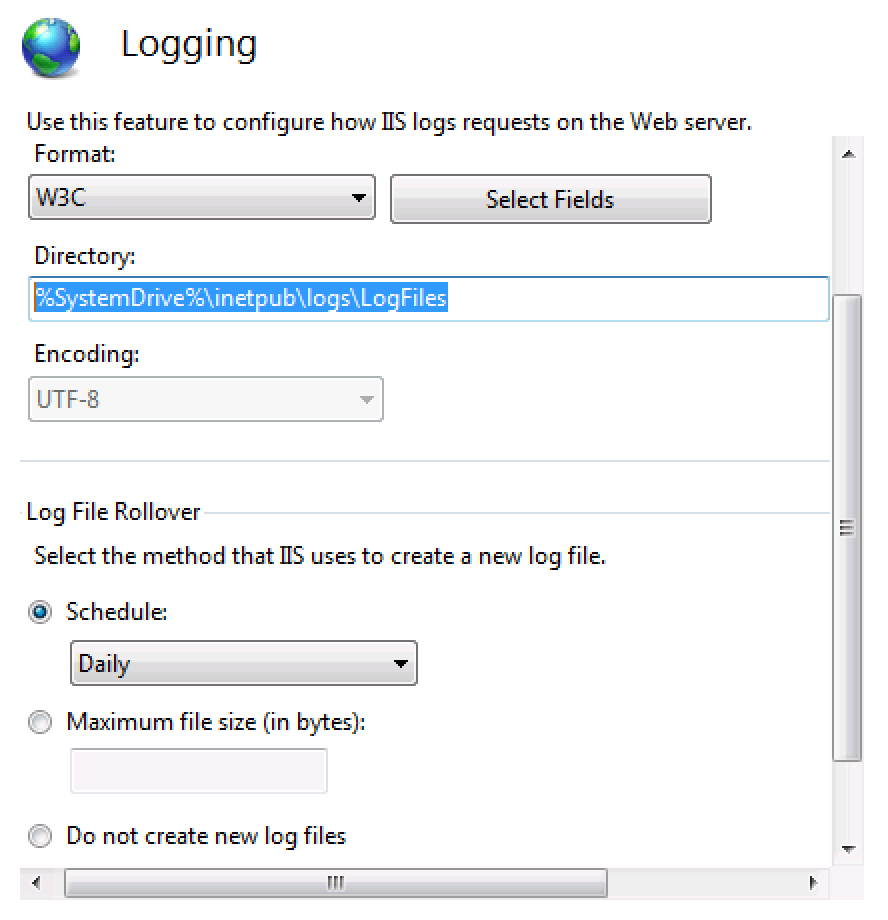 Logging
Use this feature to configure how IIS logs requests on the Web server.
Format:
W3C
Select Fields
Directory:
%SystemDrive%\inetpub\logs\LogFiles
Encoding:
UTF-8
Log File Rollover
Select the method that IIS uses to create a new log file.
Schedule:
Daily
Maximum file size (in bytes):
Do not create new log files